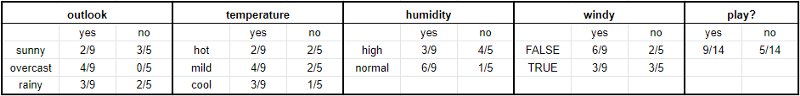 outlook temperature humidity windy play?
yes no yes no yes no yes no yes no
sunny 2/9 3/5 hot 2/9 2/5 high 3/9 4/5 FALSE 6/9 2/5 9/14 5/14
overcast 4/9 0/5 mild 4/9 2/5 normal 6/9 1/5 TRUE 3/9 3/5
rainy 3/9 2/5 cool 3/9 1/5